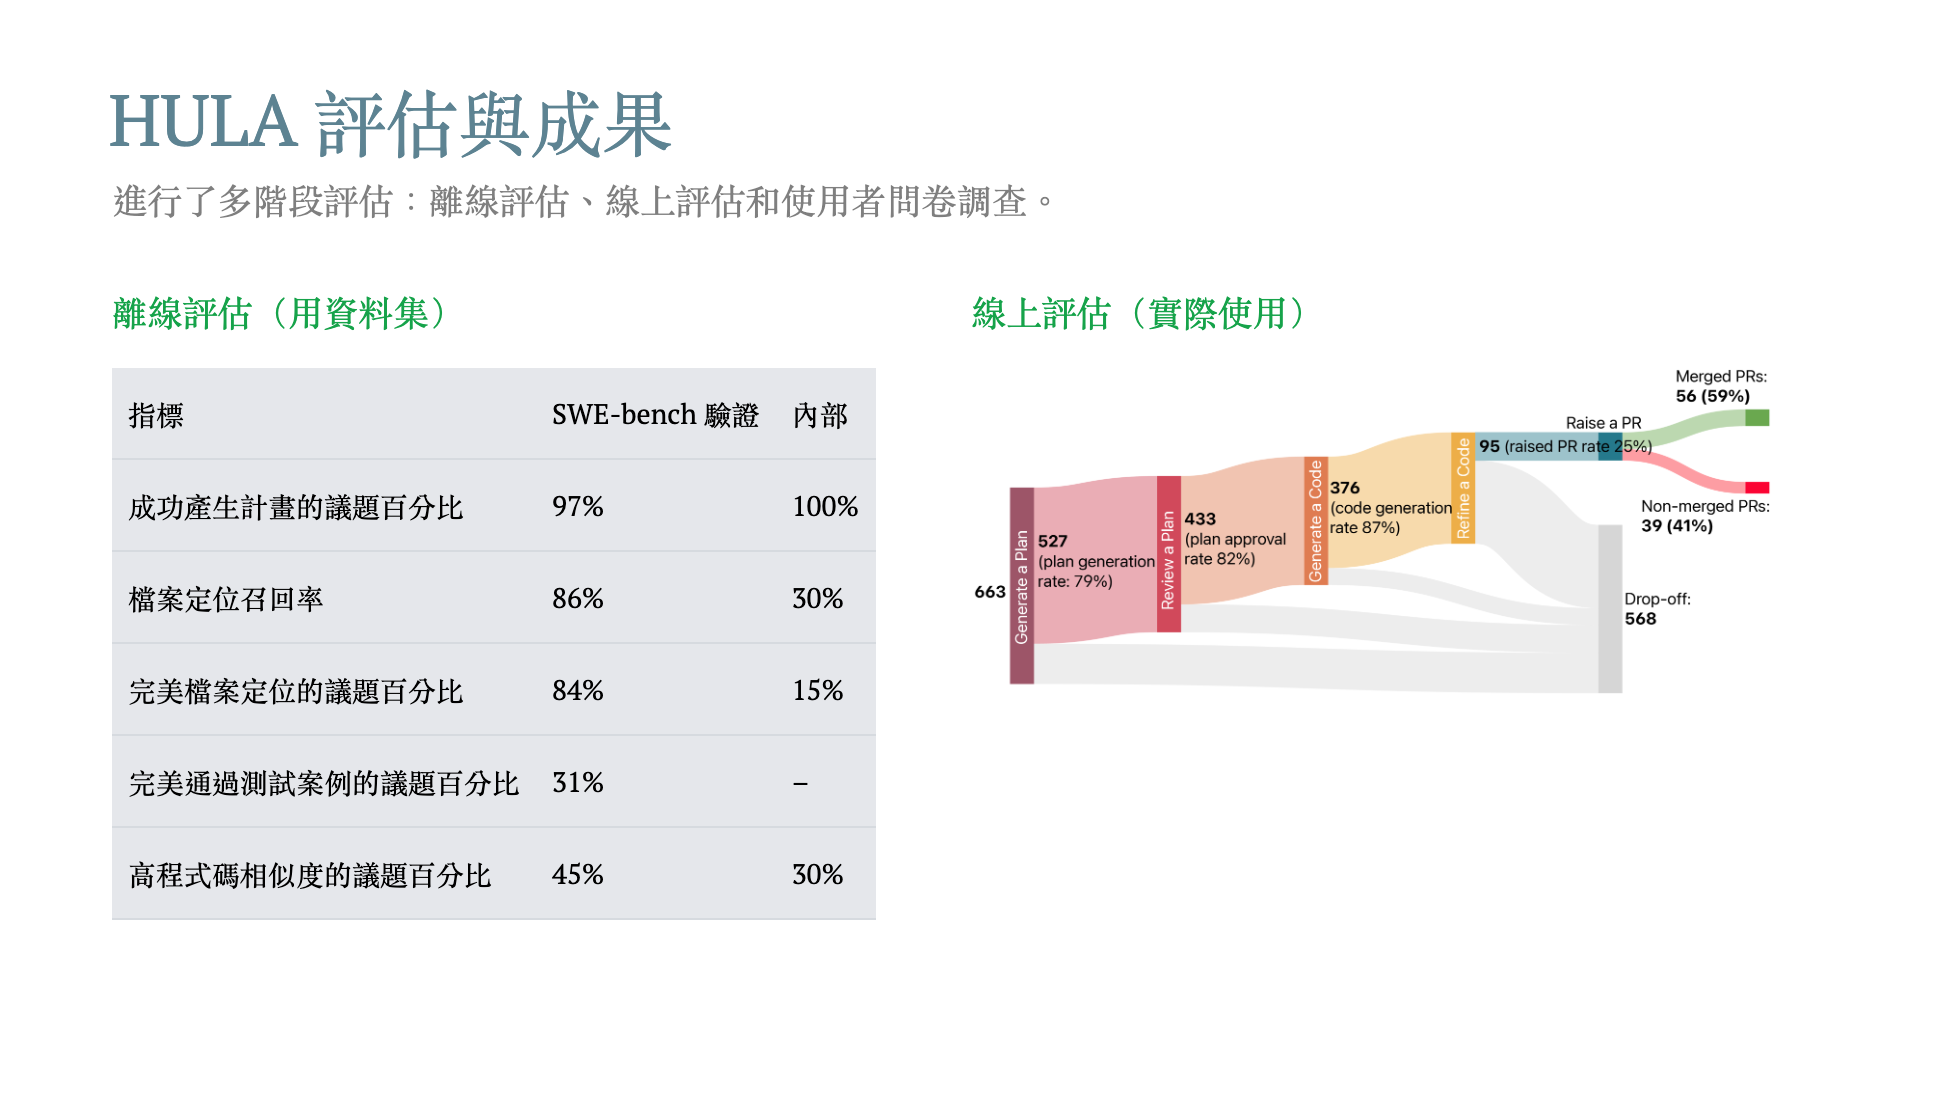 HULA 評估與成果
進行了多階段評估：離線評估、線上評估和使用者問卷調查。
離線評估（用資料集）
指標 SWE-bench 驗證 內部
成功產生計畫的議題百分比 97% 100%
檔案定位召回率 86% 30%
完美檔案定位的議題百分比 84% 15%
完美通過測試案例的議題百分比 31% –
高程式碼相似度的議題百分比 45% 30%
線上評估（實際使用）
663
Generate a Plan
527
(plan generation
rate: 79%)
Review a Plan
433
(plan approval
rate 82%)
Generate a Code
376
(code generation
rate 87%)
Refine a Code
Raise a PR
95 (raised PR rate 25%)
Merged PRs:
56 (59%)
Non-merged PRs:
39 (41%)
Drop-off:
568